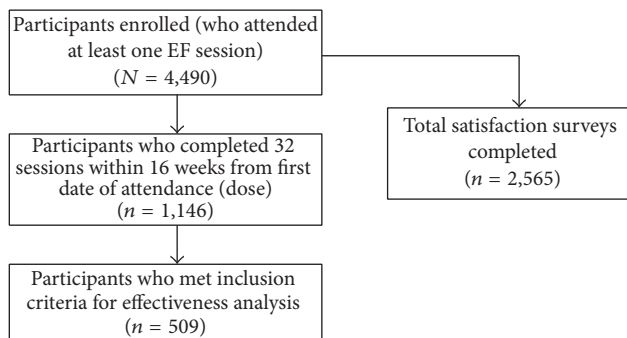 Participants enrolled (who attended
at least one EF session)
(N = 4,490)
Total satisfaction surveys
completed
(n = 2,565)
Participants who completed 32
sessions within 16 weeks from first
date of attendance (dose)
(n = 1,146)
Participants who met inclusion
criteria for effectiveness analysis
(n = 509)